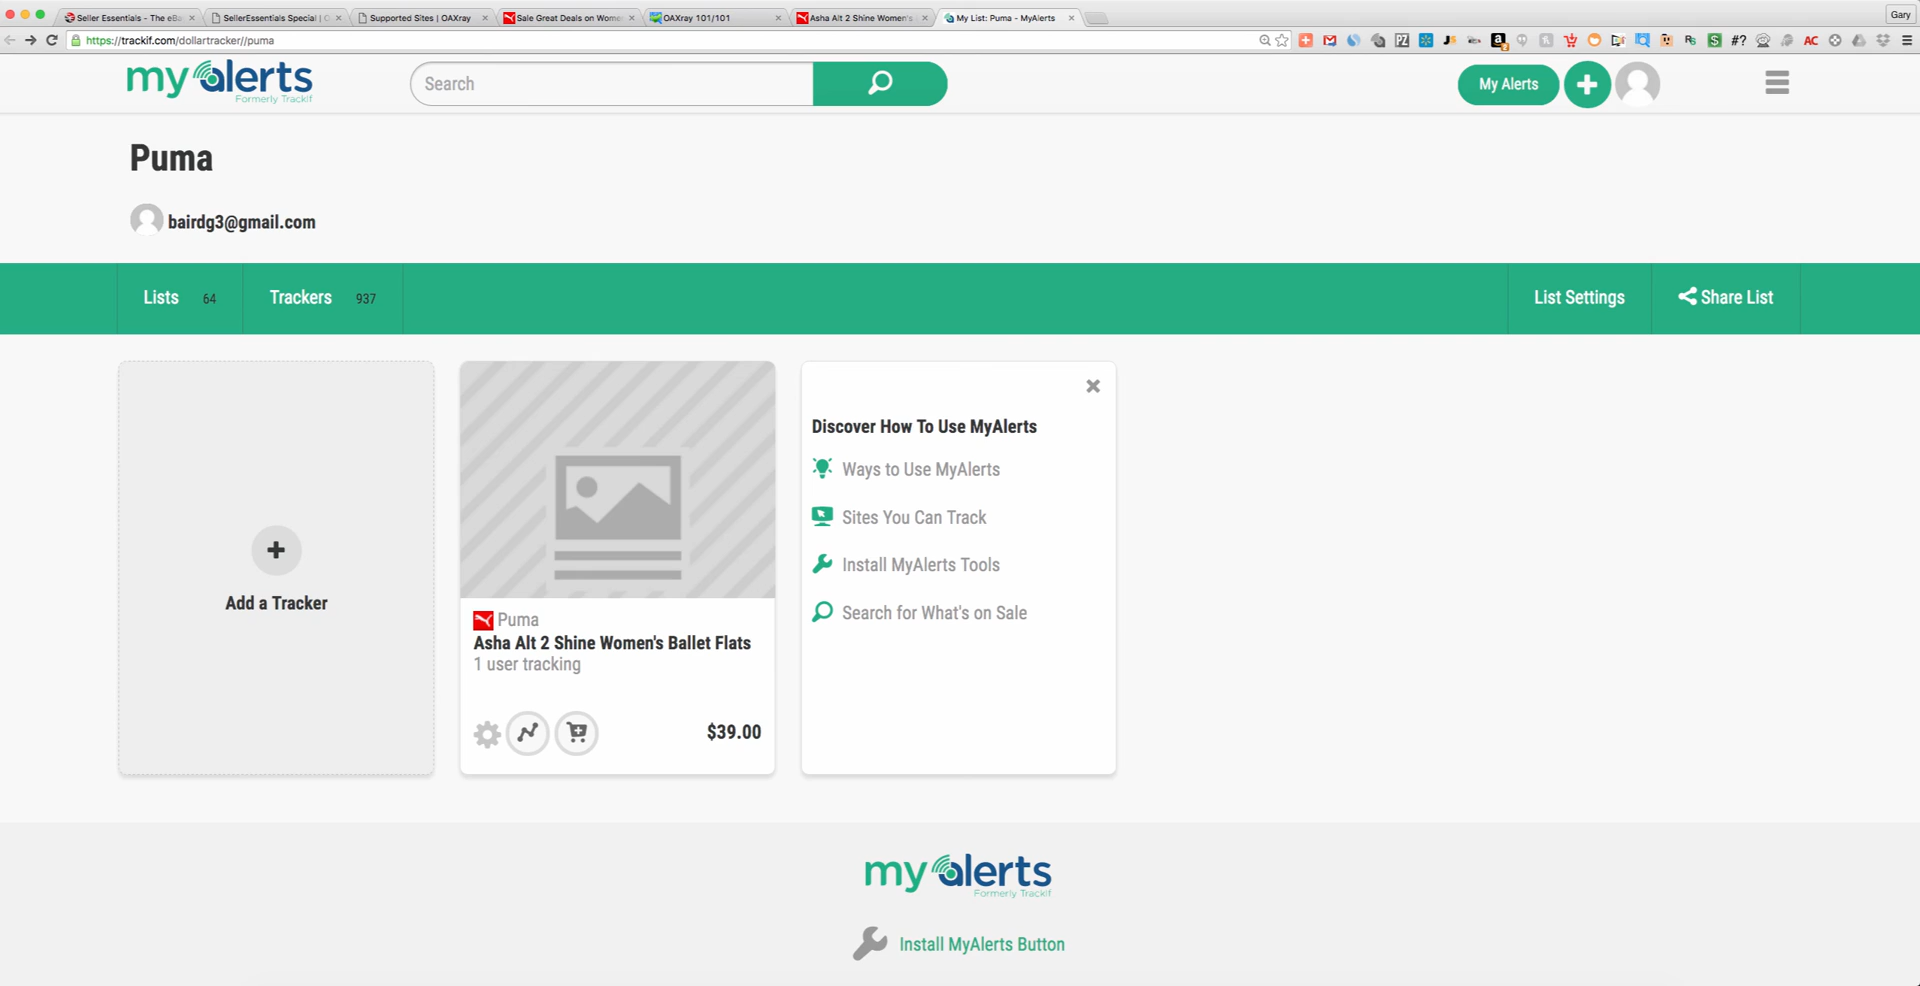 Seller Essentials - The eBa
SellerEssentials Special | O
Supported Sites | OAXray
Sale Great Deals on Wome
OAXray 101/101
Asha Alt 2 Shine Women's
My List: Puma - MyAlerts
Gary
https://trackif.com/dollartracker//puma
my alerts
Formerly TrackIf
Search
My Alerts
Puma
bairdg3@gmail.com
Lists 64
Trackers 937
List Settings
Share List
Add a Tracker
Puma
Asha Alt 2 Shine Women's Ballet Flats
1 user tracking
$39.00
Discover How To Use MyAlerts
Ways to Use MyAlerts
Sites You Can Track
Install MyAlerts Tools
Search for What's on Sale
my alerts
Formerly TrackIf
Install MyAlerts Button